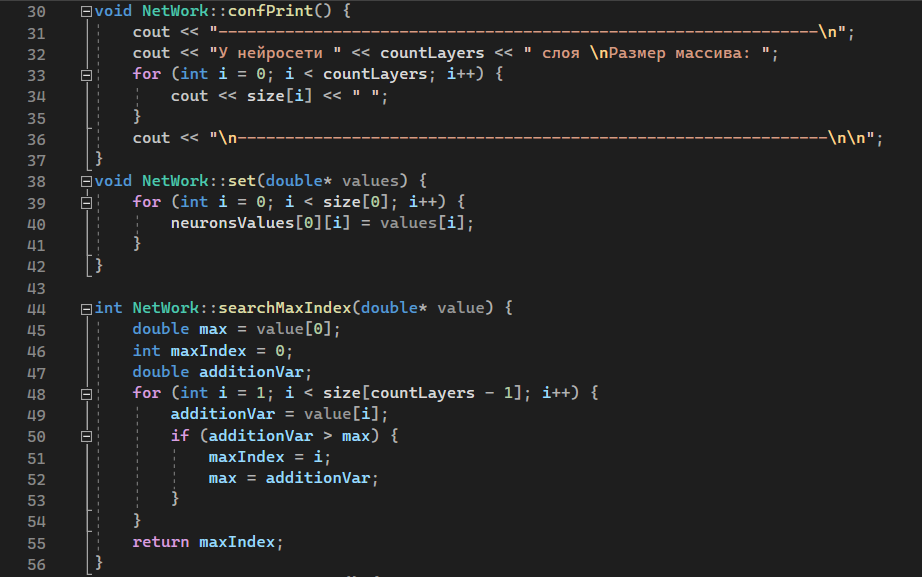 30 void NetWork::confPrint() {
31 cout << "---------------------------------------------------------------\n";
32 cout << "У нейросети " << countLayers << " слоя \nРазмер массива: ";
33 for (int i = 0; i < countLayers; i++) {
34 cout << size[i] << " ";
35 }
36 cout << "\n--------------------------------------------------------------\n\n";
37 }
38 void NetWork::set(double* values) {
39 for (int i = 0; i < size[0]; i++) {
40 neuronsValues[0][i] = values[i];
41 }
42 }
43
44 int NetWork::searchMaxIndex(double* value) {
45 double max = value[0];
46 int maxIndex = 0;
47 double additionVar;
48 for (int i = 1; i < size[countLayers - 1]; i++) {
49 additionVar = value[i];
50 if (additionVar > max) {
51 maxIndex = i;
52 max = additionVar;
53 }
54 }
55 return maxIndex;
56 }